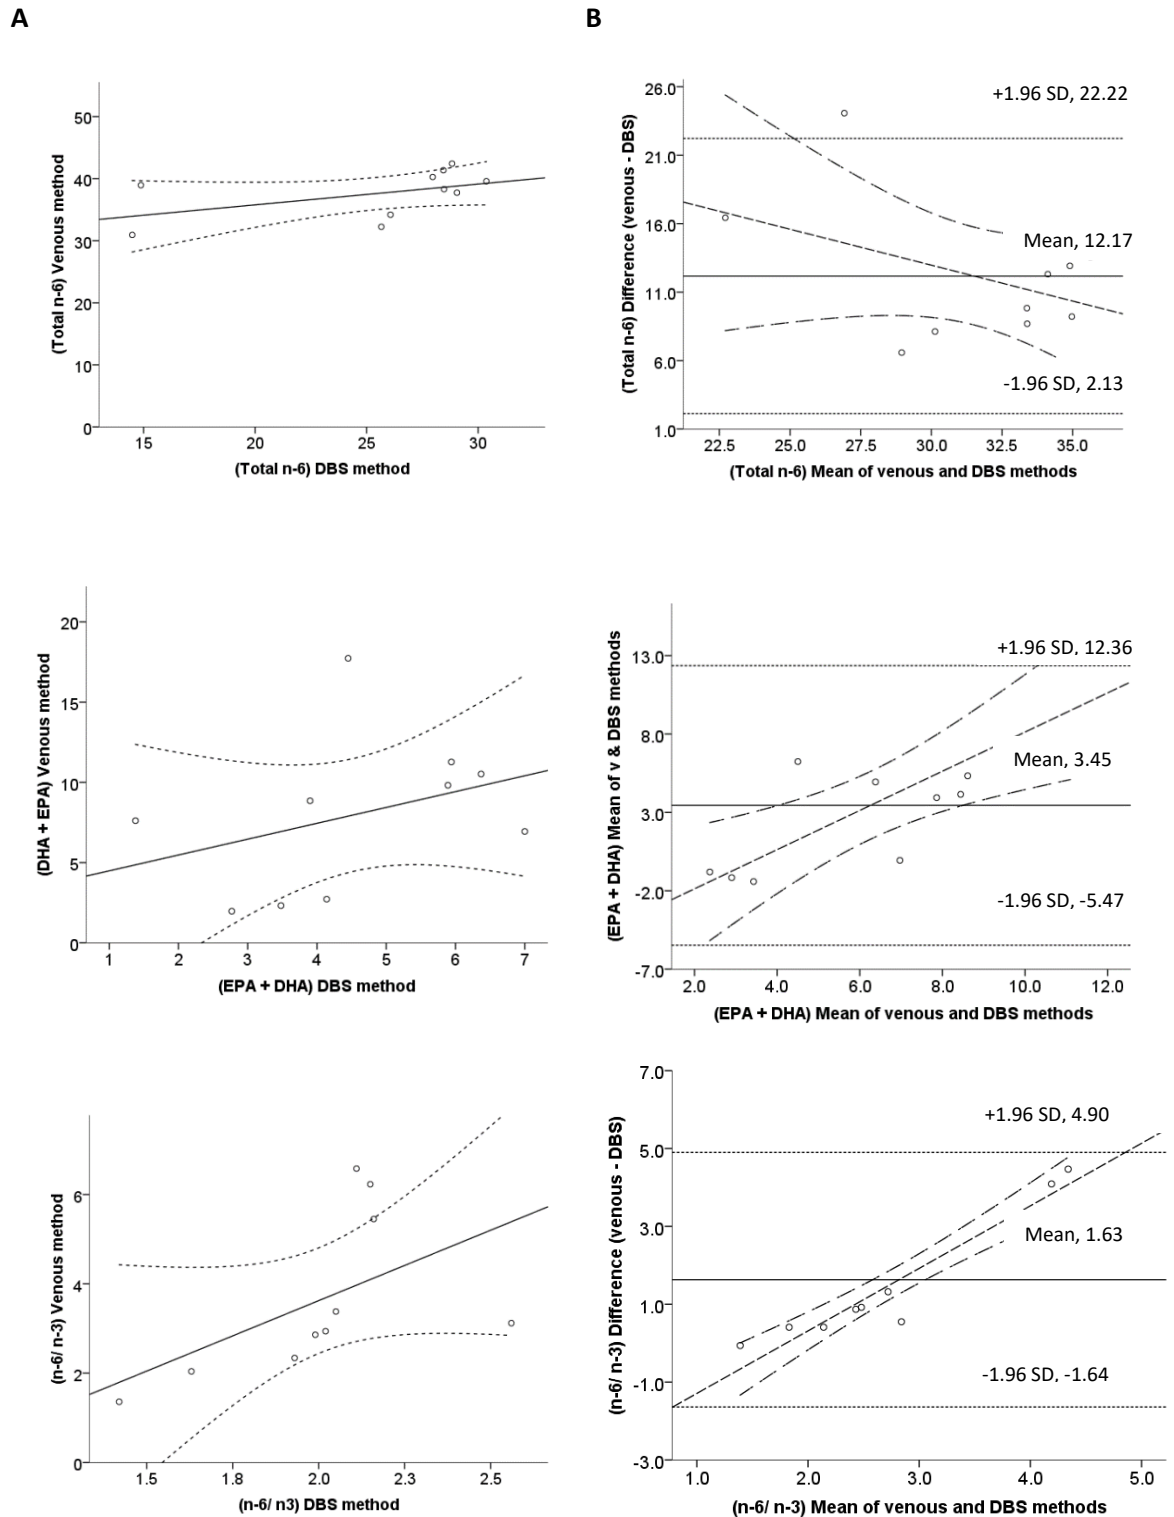 A
B
(Total n-6) Venous method
50
40
30
20
10
0
15
20
25
30
(Total n-6) DBS method
(Total n-6) Difference (venous - DBS)
26.0
21.0
16.0
11.0
6.0
1.0
+1.96 SD, 22.22
Mean, 12.17
-1.96 SD, 2.13
22.5
25.0
27.5
30.0
32.5
35.0
(Total n-6) Mean of venous and DBS methods
(DHA + EPA) Venous method
20
15
10
5
0
1
2
3
4
5
6
7
(EPA + DHA) DBS method
(EPA + DHA) Mean of v & DBS methods
13.0
8.0
3.0
-2.0
-7.0
+1.96 SD, 12.36
Mean, 3.45
-1.96 SD, -5.47
2.0
4.0
6.0
8.0
10.0
12.0
(EPA + DHA) Mean of venous and DBS methods
(n-6/ n-3) Venous method
6
4
2
0
1.5
1.8
2.0
2.3
2.5
(n-6/ n3) DBS method
(n-6/ n-3) Difference (venous - DBS)
7.0
5.0
3.0
1.0
-1.0
-3.0
+1.96 SD, 4.90
Mean, 1.63
-1.96 SD, -1.64
1.0
2.0
3.0
4.0
5.0
(n-6/ n-3) Mean of venous and DBS methods